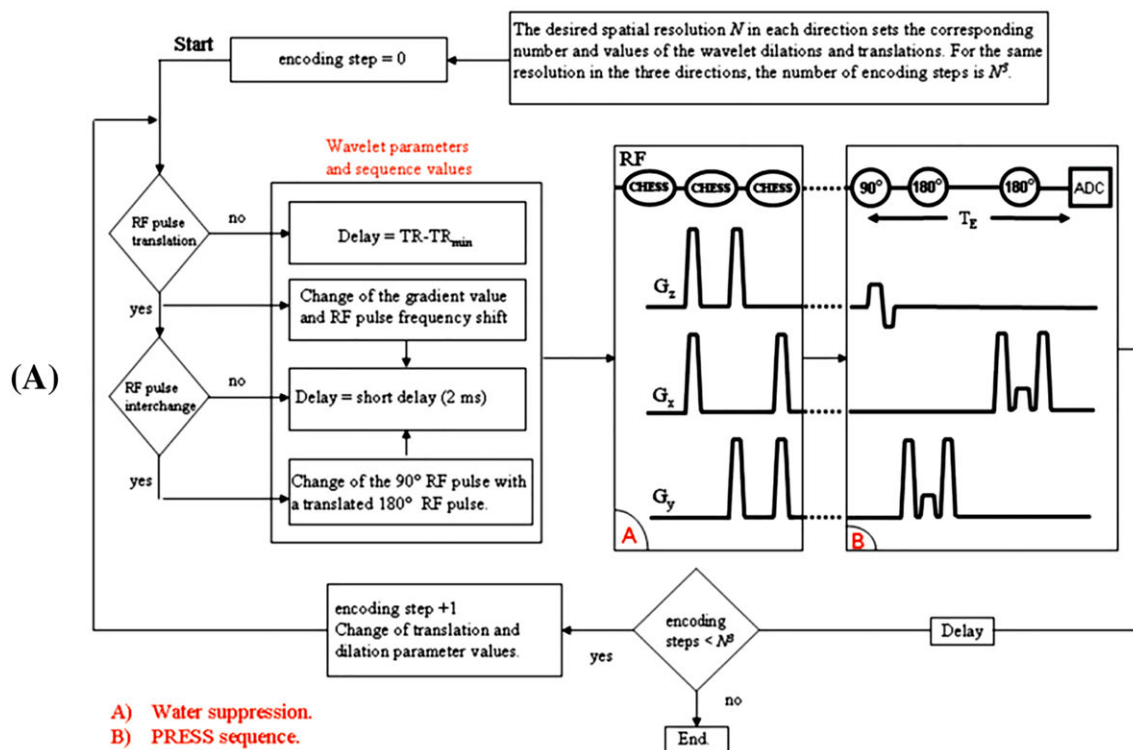 The desired spatial resolution N in each direction sets the corresponding
number and values of the wavelet dilations and translations. For the same
resolution in the three directions, the number of encoding steps is N³.
Start
encoding step = 0
Wavelet parameters
and sequence values
RF pulse
translation
no
yes
Delay = TR-TRmin
Change of the gradient value
and RF pulse frequency shift
(A)
RF pulse
interchange
no
yes
Delay = short delay (2 ms)
Change of the 90° RF pulse with
a translated 180° RF pulse.
RF
CHESS CHESS CHESS
Gz
Gx
Gy
A
90° 180° 180° ADC
TE
B
encoding step +1
Change of translation and
dilation parameter values.
yes
encoding
steps < N³
Delay
no
End.
A) Water suppression.
B) PRESS sequence.